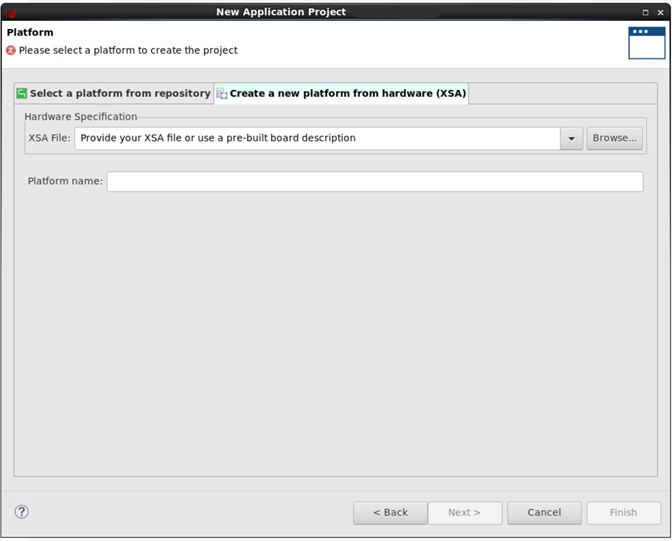 New Application Project
Platform
Please select a platform to create the project
Select a platform from repository
Create a new platform from hardware (XSA)
Hardware Specification
XSA File:
Provide your XSA file or use a pre-built board description
Browse...
Platform name:
?
< Back
Next >
Cancel
Finish